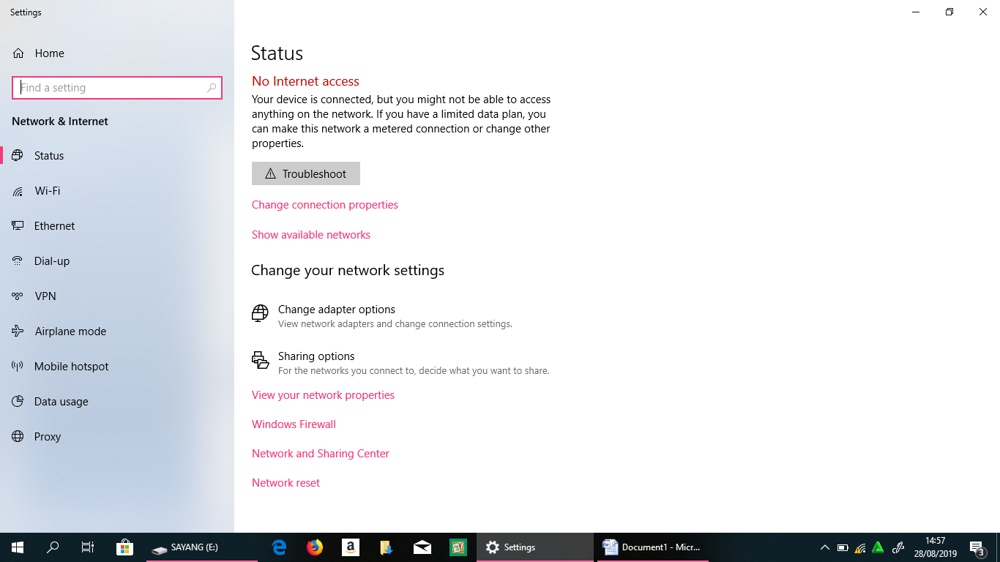 Settings
Home
Find a setting
Network & Internet
Status
Wi-Fi
Ethernet
Dial-up
VPN
Airplane mode
Mobile hotspot
Data usage
Proxy
Status
No Internet access
Your device is connected, but you might not be able to access
anything on the network. If you have a limited data plan, you
can make this network a metered connection or change other
properties.
Troubleshoot
Change connection properties
Show available networks
Change your network settings
Change adapter options
View network adapters and change connection settings.
Sharing options
For the networks you connect to, decide what you want to share.
View your network properties
Windows Firewall
Network and Sharing Center
Network reset
SAYANG (E:)
a
Settings
Document1 - Micr...
14:57
28/08/2019
3